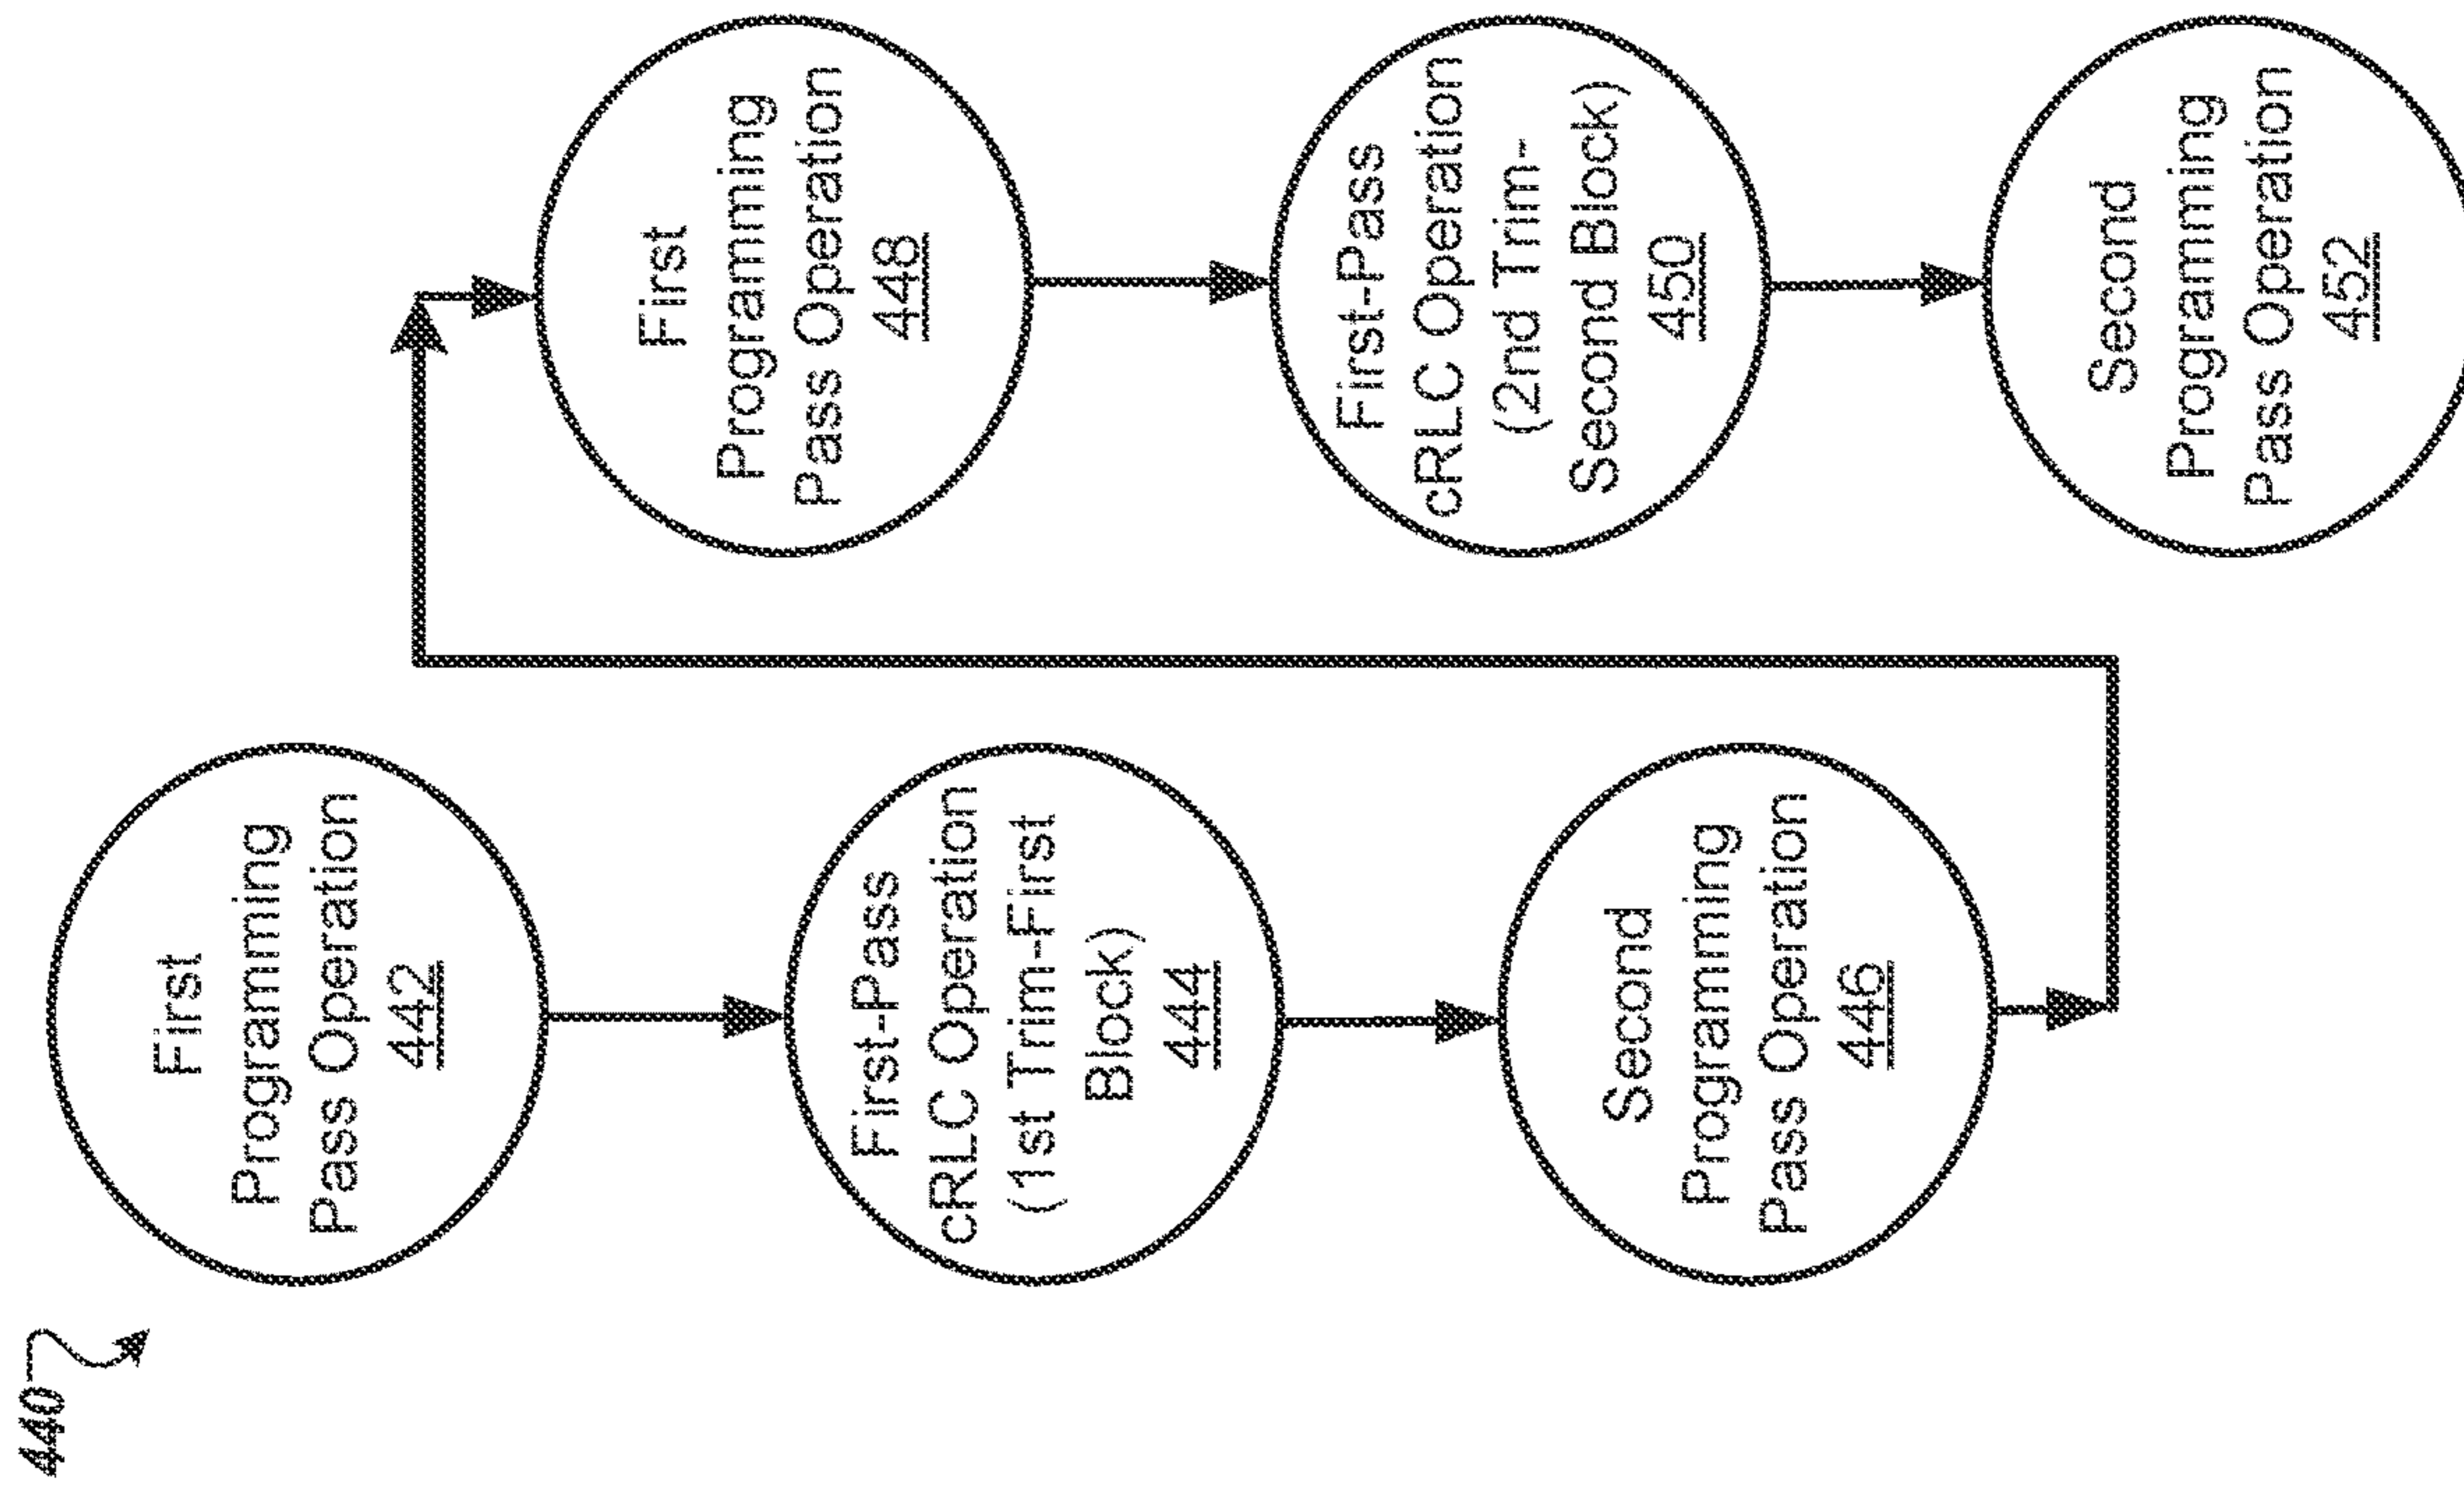 440
First
Programming
Pass Operation
442
First-Pass
cRLC Operation
(1st Trim-First
Block)
444
Second
Programming
Pass Operation
446
First
Programming
Pass Operation
448
First-Pass
cRLC Operation
(2nd Trim-
Second Block)
450
Second
Programming
Pass Operation
452